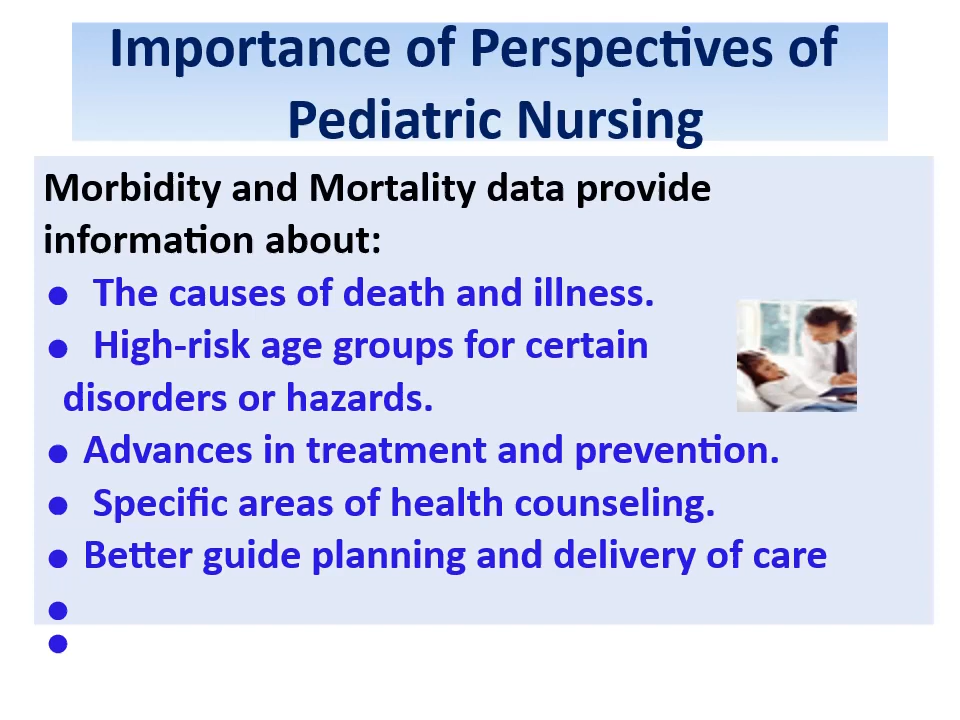 Importance of Perspectives of
Pediatric Nursing
Morbidity and Mortality data provide
information about:
● The causes of death and illness.
● High-risk age groups for certain
disorders or hazards.
● Advances in treatment and prevention.
● Specific areas of health counseling.
● Better guide planning and delivery of care
●
●